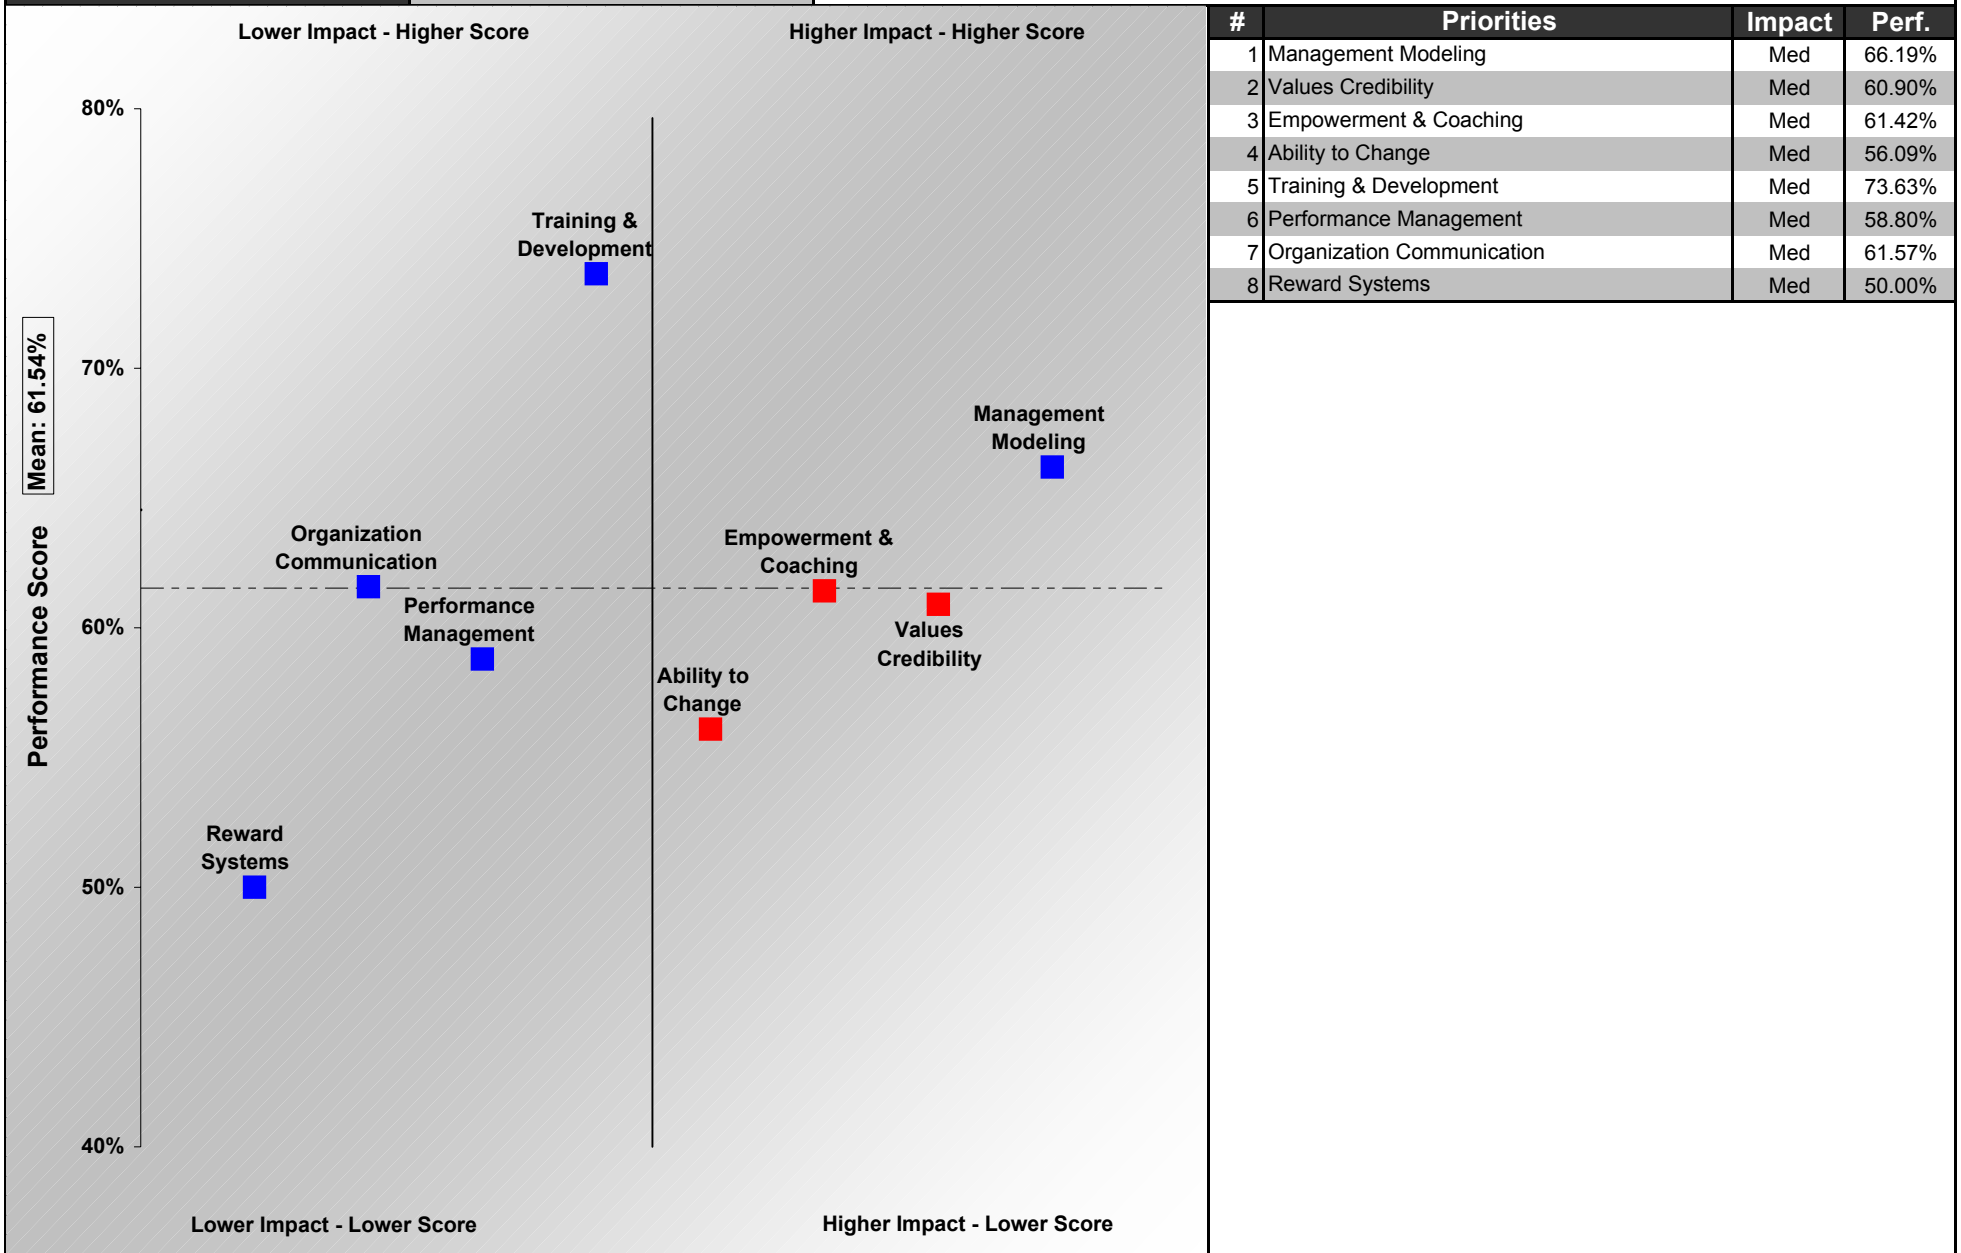 Lower Impact - Higher Score
Higher Impact - Higher Score
80%
70%
60%
50%
40%
Mean: 61.54%
Performance Score
Training &
Development
Management
Modeling
Organization
Communication
Empowerment &
Coaching
Performance
Management
Values
Credibility
Ability to
Change
Reward
Systems
Lower Impact - Lower Score
Higher Impact - Lower Score
# Priorities Impact Perf.
1 Management Modeling Med 66.19%
2 Values Credibility Med 60.90%
3 Empowerment & Coaching Med 61.42%
4 Ability to Change Med 56.09%
5 Training & Development Med 73.63%
6 Performance Management Med 58.80%
7 Organization Communication Med 61.57%
8 Reward Systems Med 50.00%